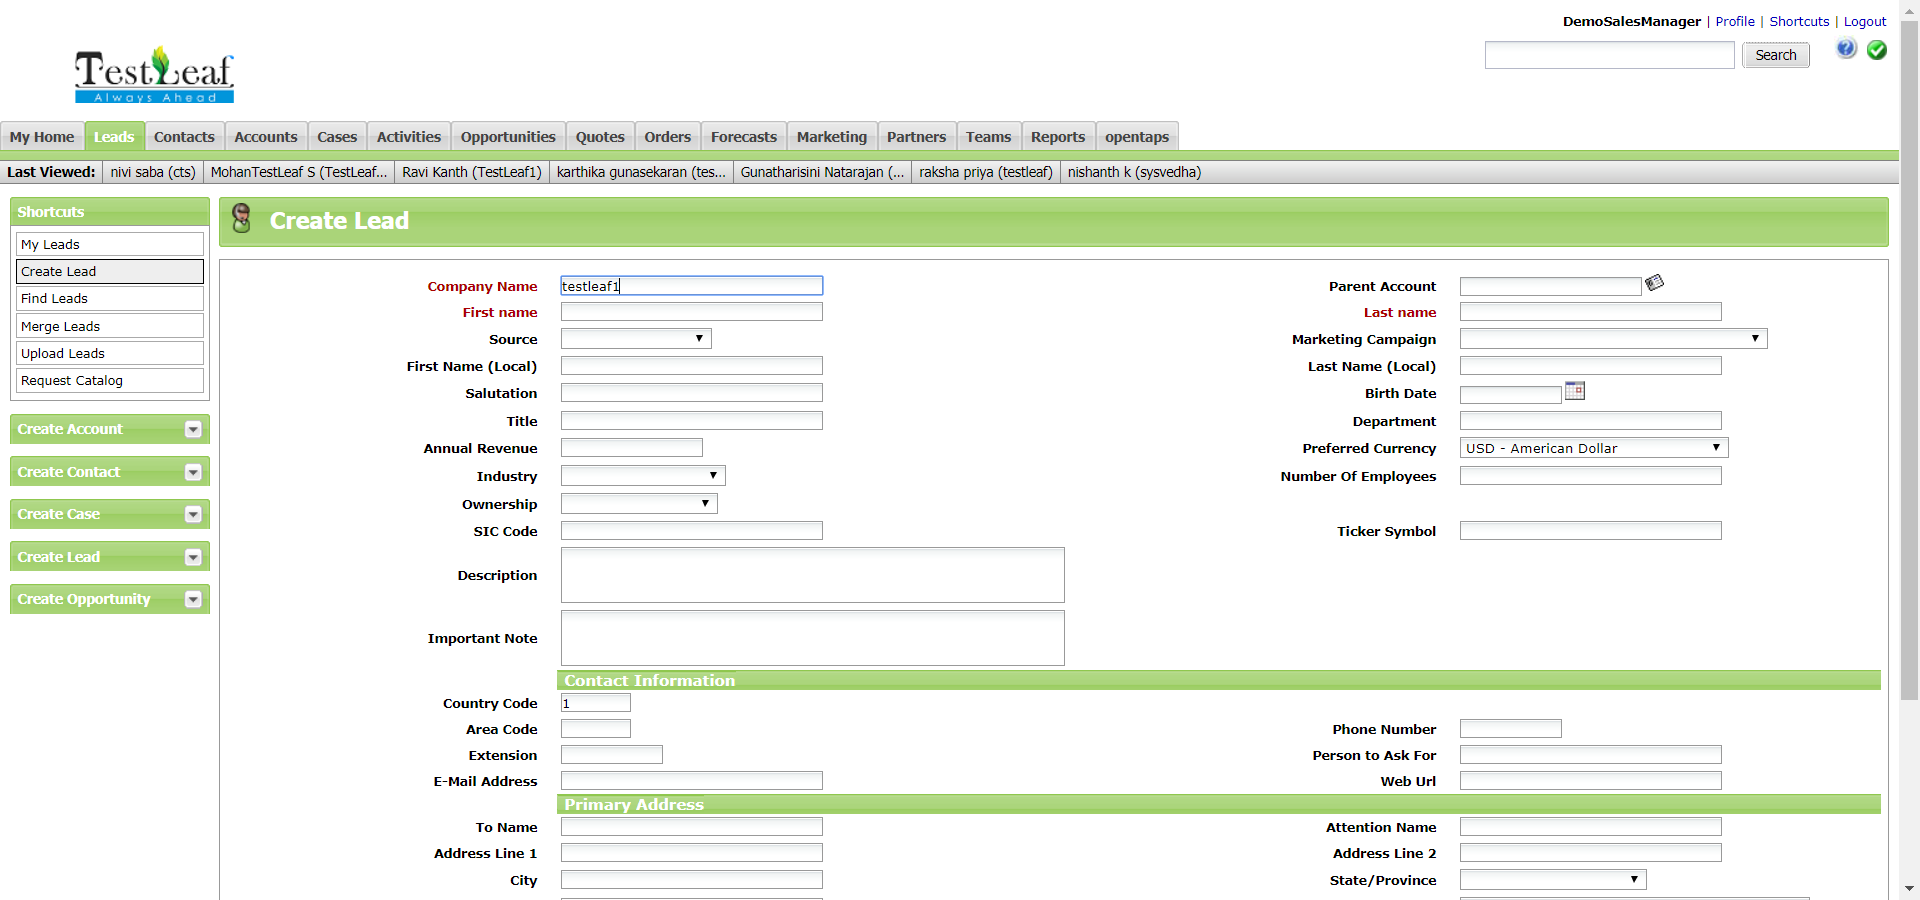 DemoSalesManager | Profile | Shortcuts | Logout
Search
TestLeaf
Always Ahead
My Home Leads Contacts Accounts Cases Activities Opportunities Quotes Orders Forecasts Marketing Partners Teams Reports opentaps
Last Viewed: nivi saba (cts) MohanTestLeaf S (TestLeaf... Ravi Kanth (TestLeaf1) karthika gunasekaran (tes... Gunatharisini Natarajan (... raksha priya (testleaf) nishanth k (sysvedha)
Shortcuts
My Leads
Create Lead
Find Leads
Merge Leads
Upload Leads
Request Catalog
Create Account
Create Contact
Create Case
Create Lead
Create Opportunity
Create Lead
Company Name testleaf1 Parent Account
First name Last name
Source Marketing Campaign
First Name (Local) Last Name (Local)
Salutation Birth Date
Title Department
Annual Revenue Preferred Currency USD - American Dollar
Industry Number Of Employees
Ownership
SIC Code Ticker Symbol
Description
Important Note
Contact Information
Country Code 1
Area Code Phone Number
Extension Person to Ask For
E-Mail Address Web Url
Primary Address
To Name Attention Name
Address Line 1 Address Line 2
City State/Province